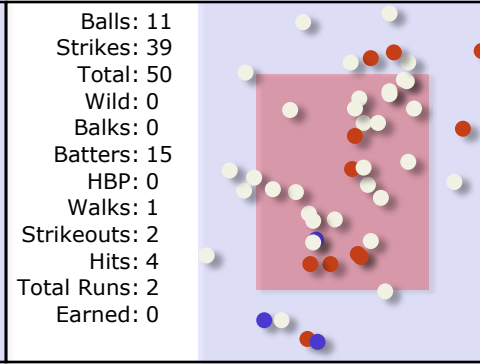 Balls: 11
Strikes: 39
Total: 50
Wild: 0
Balks: 0
Batters: 15
HBP: 0
Walks: 1
Strikeouts: 2
Hits: 4
Total Runs: 2
Earned: 0